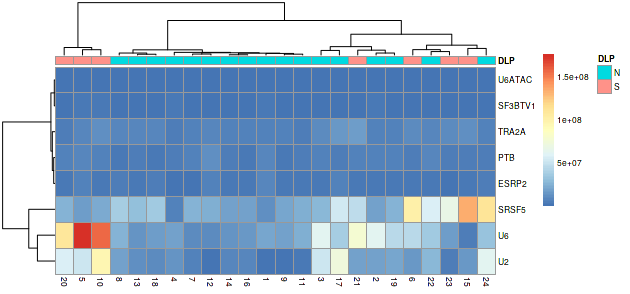 DLP
U6ATAC
SF3BTV1
TRA2A
PTB
ESRP2
SRSF5
U6
U2
20 5 10 8 13 18 4 7 12 14 16 1 9 11 3 17 21 2 19 6 22 23 15 24
1.5e+08
1e+08
5e+07
DLP
N
S